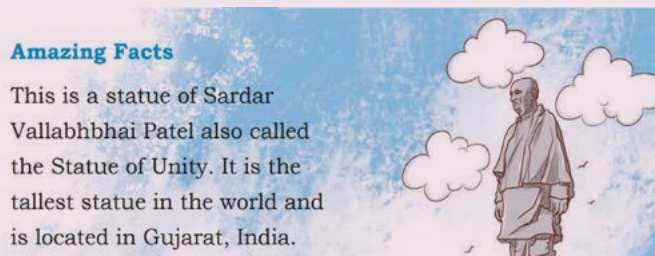 Amazing Facts
This is a statue of Sardar
Vallabhbhai Patel also called
the Statue of Unity. It is the
tallest statue in the world and
is located in Gujarat, India.